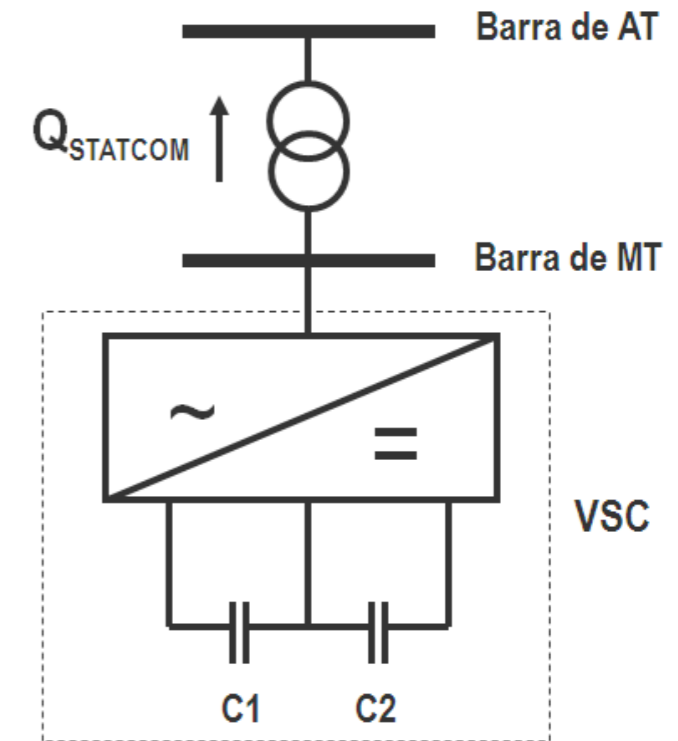 Barra de AT
QSTATCOM
Barra de MT
~
=
VSC
C1 C2